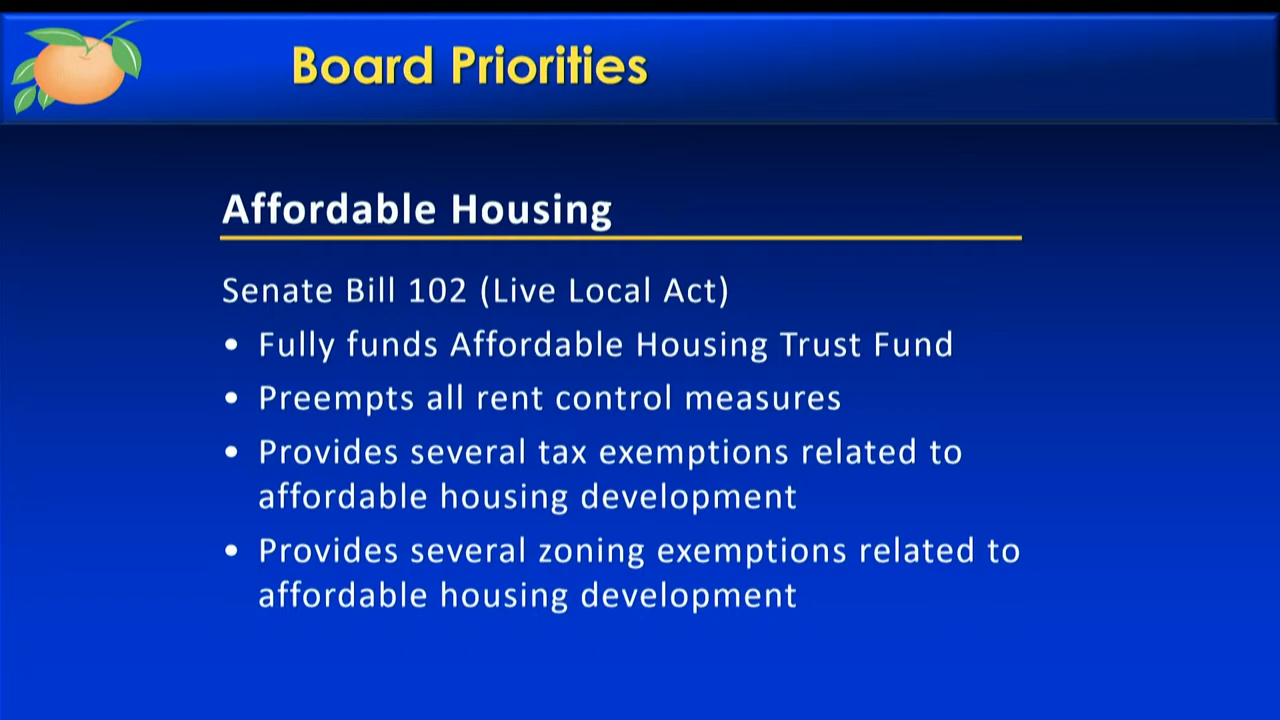 Board Priorities
Affordable Housing
Senate Bill 102 (Live Local Act)
• Fully funds Affordable Housing Trust Fund
• Preempts all rent control measures
• Provides several tax exemptions related to
affordable housing development
• Provides several zoning exemptions related to
affordable housing development